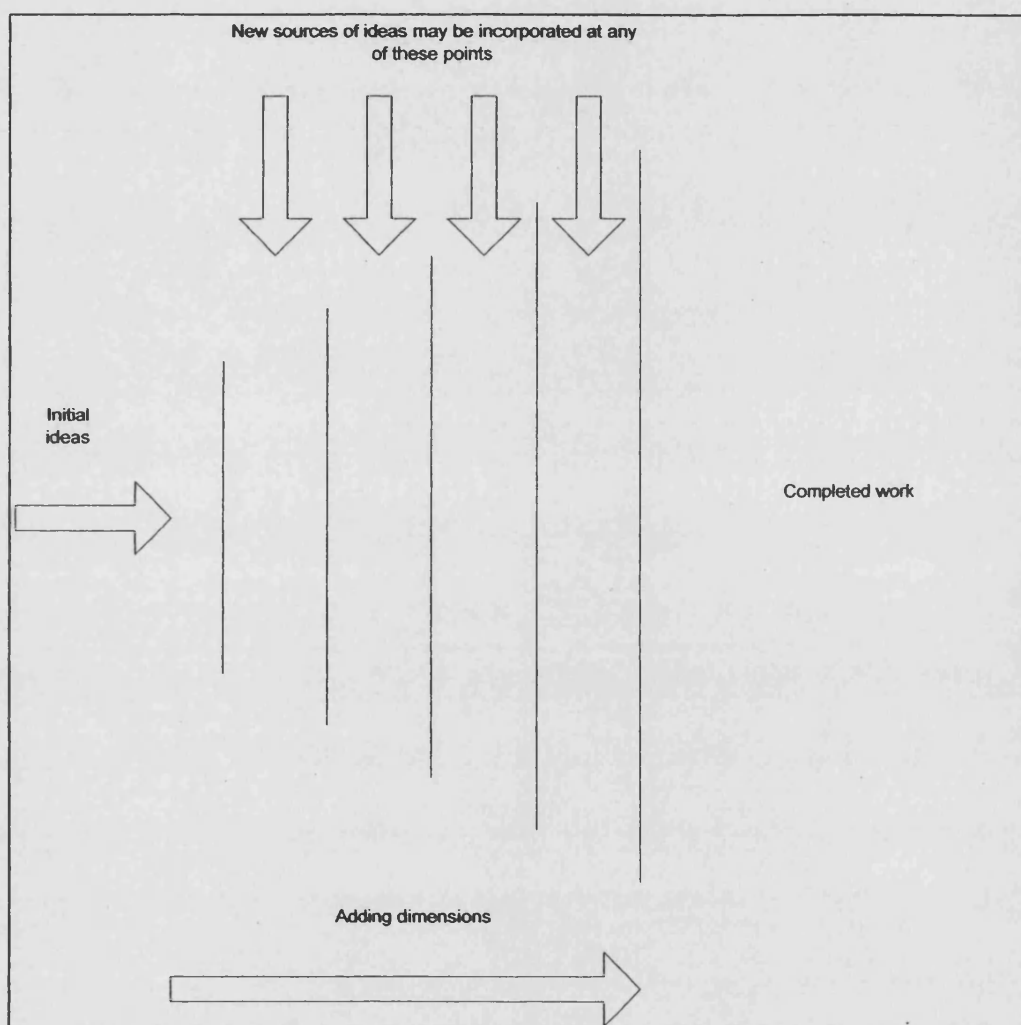 New sources of ideas may be incorporated at any
of these points
Initial
ideas
Completed work
Adding dimensions